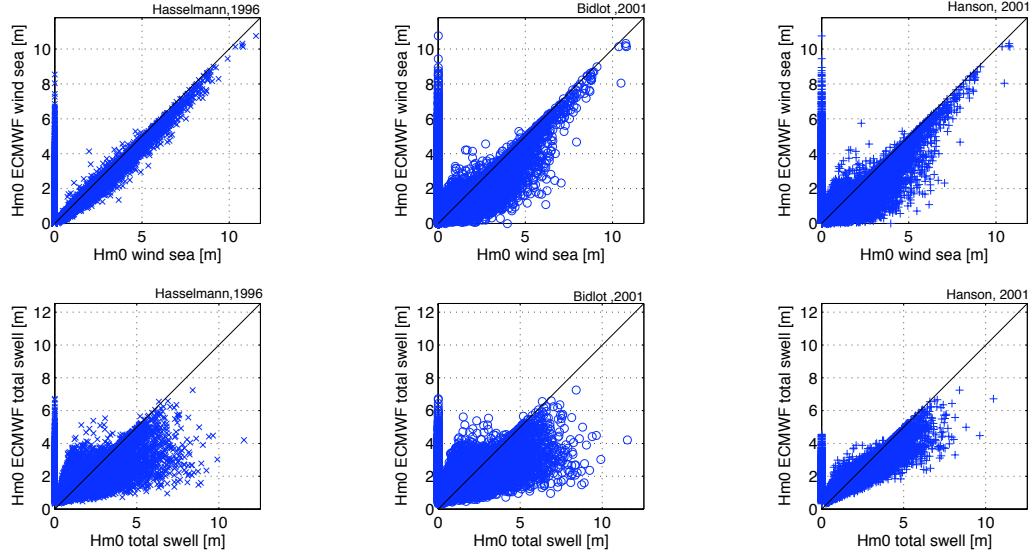 Hasselmann,1996
Hm0 ECMWF wind sea [m]
10
8
6
4
2
0
0 5 10
Hm0 wind sea [m]
Bidlot ,2001
Hm0 ECMWF wind sea [m]
10
8
6
4
2
0
0 5 10
Hm0 wind sea [m]
Hanson, 2001
Hm0 ECMWF wind sea [m]
10
8
6
4
2
0
0 5 10
Hm0 wind sea [m]
Hasselmann,1996
Hm0 ECMWF total swell [m]
12
10
8
6
4
2
0
0 5 10
Hm0 total swell [m]
Bidlot ,2001
Hm0 ECMWF total swell [m]
12
10
8
6
4
2
0
0 5 10
Hm0 total swell [m]
Hanson, 2001
Hm0 ECMWF total swell [m]
12
10
8
6
4
2
0
0 5 10
Hm0 total swell [m]